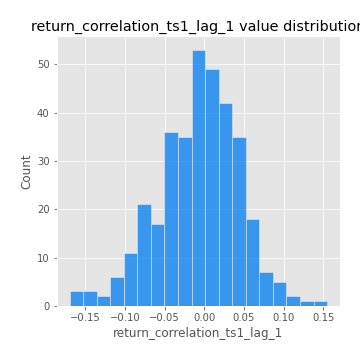 return_correlation_ts1_lag_1 value distribution
50
40
30
20
10
0
Count
−0.15 −0.10 −0.05 0.00 0.05 0.10 0.15
return_correlation_ts1_lag_1